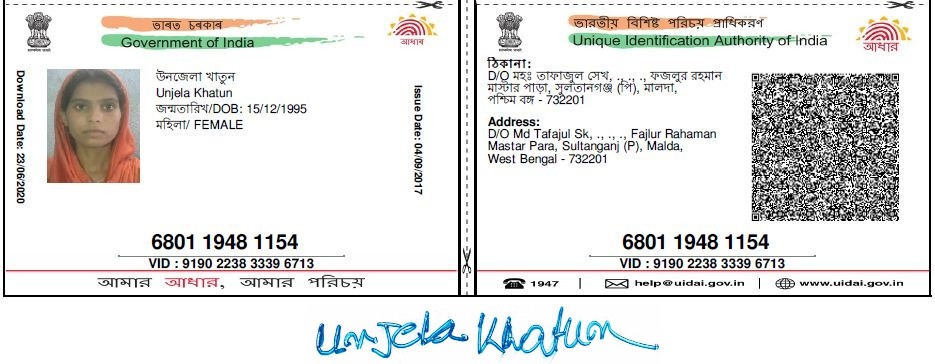 ভাৰত চৰকাৰ
Government of India
আধাৰ
Download Date: 23/06/2020
উনজেলা খাতুন
Unjela Khatun
জন্মতারিখ/DOB: 15/12/1995
মহিলা/ FEMALE
Issue Date: 04/09/2017
6801 1948 1154
VID : 9190 2238 3339 6713
আমার আধার, আমার পরিচয়
ভারতীয় বিশিষ্ট পরিচয় প্রাধিকরণ
Unique Identification Authority of India
আধার
ঠিকানা:
D/O মহঃ তাফাজুল সেখ, ., ., ., ফজলুর রহমান
মাস্টার পাড়া, সুলতানগঞ্জ (পি), মালদা,
পশ্চিম বঙ্গ - 732201
Address:
D/O Md Tafajul Sk, ., ., ., Fajlur Rahaman
Mastar Para, Sultanganj (P), Malda,
West Bengal - 732201
6801 1948 1154
VID : 9190 2238 3339 6713
1947 | help@uidai.gov.in | www.uidai.gov.in
Unjela Khatun